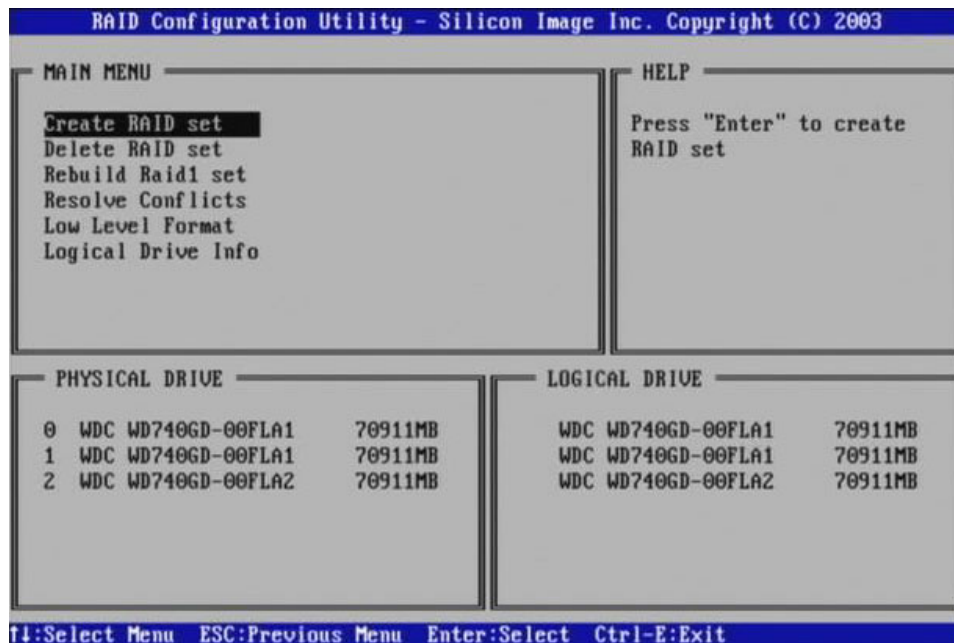 RAID Configuration Utility - Silicon Image Inc. Copyright (C) 2003
MAIN MENU
Create RAID set
Delete RAID set
Rebuild Raid1 set
Resolve Conflicts
Low Level Format
Logical Drive Info
HELP
Press "Enter" to create
RAID set
PHYSICAL DRIVE
0 WDC WD740GD-00FLA1 70911MB
1 WDC WD740GD-00FLA1 70911MB
2 WDC WD740GD-00FLA2 70911MB
LOGICAL DRIVE
WDC WD740GD-00FLA1 70911MB
WDC WD740GD-00FLA1 70911MB
WDC WD740GD-00FLA2 70911MB
↑↓:Select Menu ESC:Previous Menu Enter:Select Ctrl-E:Exit